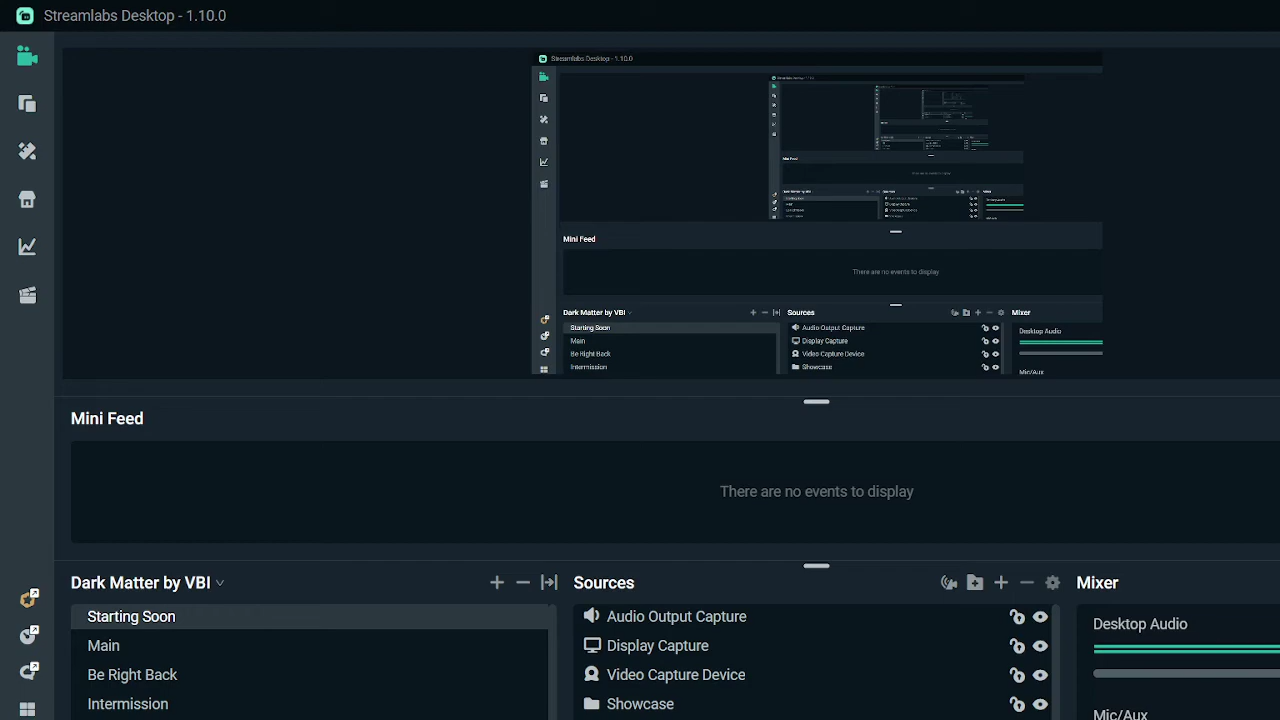 Streamlabs Desktop - 1.10.0
Streamlabs Desktop - 1.10.0
Mini Feed
Mini Feed
There are no events to display
Dark Matter by VBI
Sources
Mixer
Starting Soon
Audio Output Capture
Desktop Audio
Main
Display Capture
Be Right Back
Video Capture Device
Intermission
Showcase
Mic/Aux
Mini Feed
There are no events to display
Dark Matter by VBI
Sources
Mixer
Starting Soon
Audio Output Capture
Desktop Audio
Main
Display Capture
Be Right Back
Video Capture Device
Intermission
Showcase
Mic/Aux